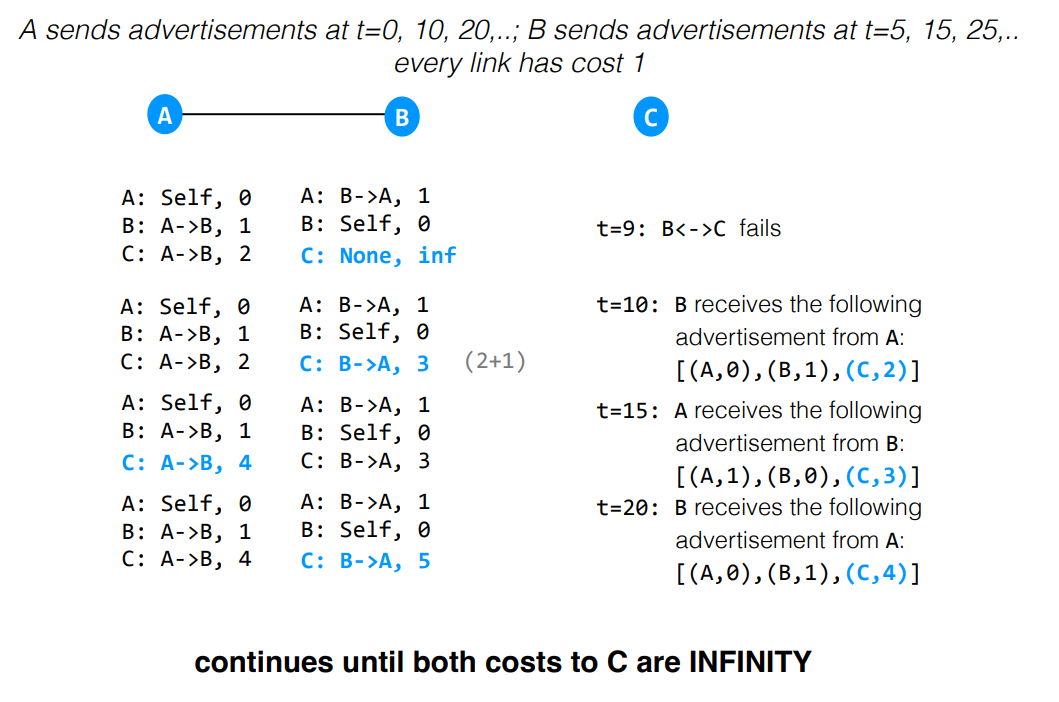 A sends advertisements at t=0, 10, 20,..; B sends advertisements at t=5, 15, 25,..
every link has cost 1
A B C
A: Self, 0 A: B->A, 1
B: A->B, 1 B: Self, 0
C: A->B, 2 C: None, inf
t=9: B<->C fails
A: Self, 0 A: B->A, 1
B: A->B, 1 B: Self, 0
C: A->B, 2 C: B->A, 3 (2+1)
t=10: B receives the following
advertisement from A:
[(A,0),(B,1),(C,2)]
A: Self, 0 A: B->A, 1
B: A->B, 1 B: Self, 0
C: A->B, 4 C: B->A, 3
t=15: A receives the following
advertisement from B:
[(A,1),(B,0),(C,3)]
A: Self, 0 A: B->A, 1
B: A->B, 1 B: Self, 0
C: A->B, 4 C: B->A, 5
t=20: B receives the following
advertisement from A:
[(A,0),(B,1),(C,4)]
continues until both costs to C are INFINITY